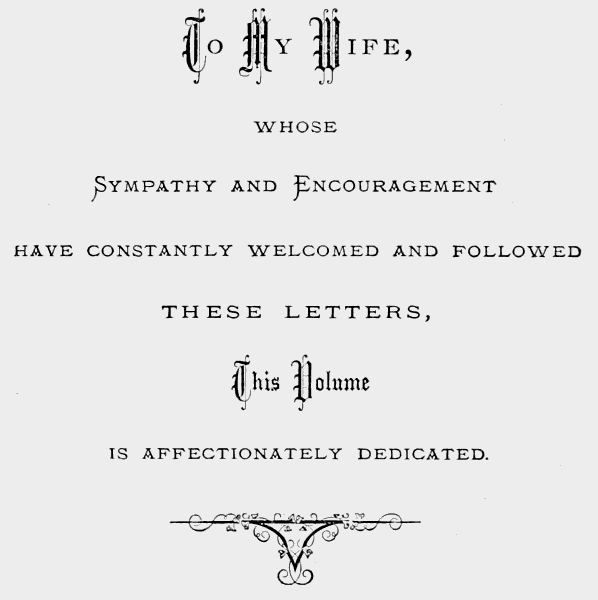 To My Wife,
WHOSE
SYMPATHY AND ENCOURAGEMENT
HAVE CONSTANTLY WELCOMED AND FOLLOWED
THESE LETTERS,
This Volume
IS AFFECTIONATELY DEDICATED.